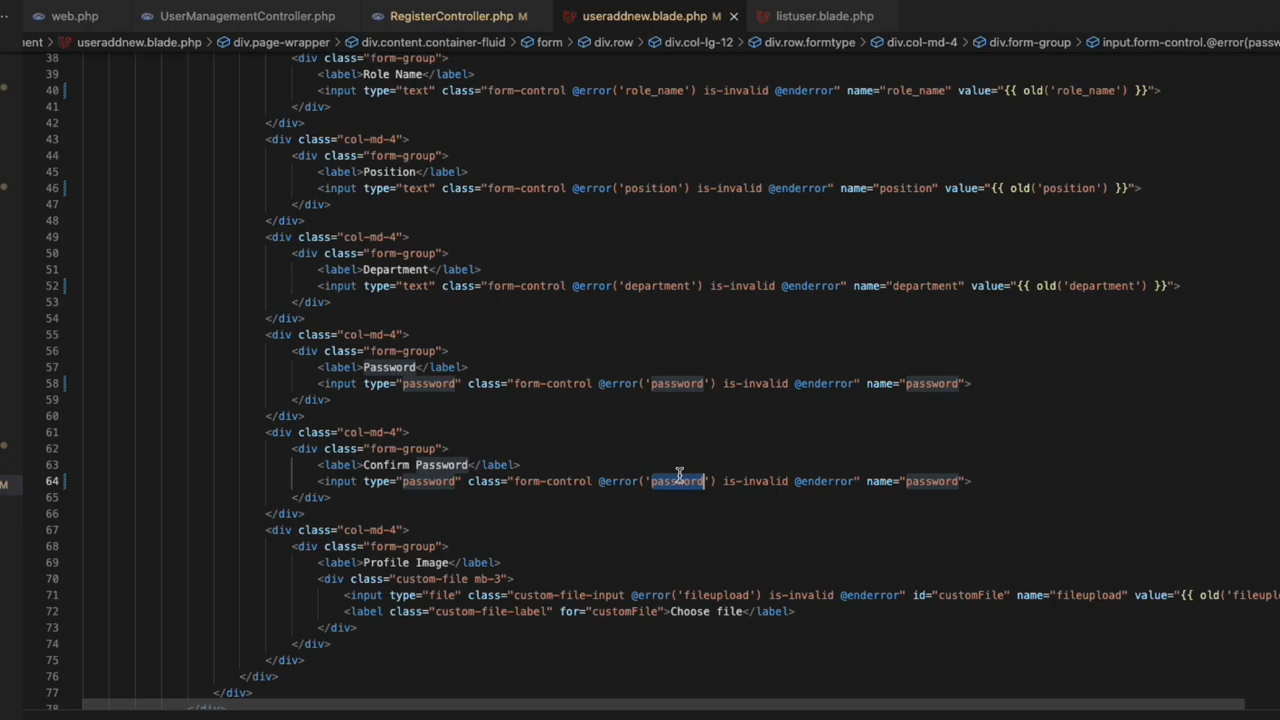 ··· web.php UserManagementController.php RegisterController.php M useraddnew.blade.php M × listuser.blade.php
ment > useraddnew.blade.php > div.page-wrapper > div.content.container-fluid > form > div.row > div.col-lg-12 > div.row.formtype > div.col-md-4 > div.form-group > input.form-control.@error(passw
38 <div class="form-group">
39 <label>Role Name</label>
40 <input type="text" class="form-control @error('role_name') is-invalid @enderror" name="role_name" value="{{ old('role_name') }}">
41 </div>
42 </div>
43 <div class="col-md-4">
44 <div class="form-group">
45 <label>Position</label>
46 <input type="text" class="form-control @error('position') is-invalid @enderror" name="position" value="{{ old('position') }}">
47 </div>
48 </div>
49 <div class="col-md-4">
50 <div class="form-group">
51 <label>Department</label>
52 <input type="text" class="form-control @error('department') is-invalid @enderror" name="department" value="{{ old('department') }}">
53 </div>
54 </div>
55 <div class="col-md-4">
56 <div class="form-group">
57 <label>Password</label>
58 <input type="password" class="form-control @error('password') is-invalid @enderror" name="password">
59 </div>
60 </div>
61 <div class="col-md-4">
62 <div class="form-group">
63 <label>Confirm Password</label>
M 64 <input type="password" class="form-control @error('password') is-invalid @enderror" name="password">
65 </div>
66 </div>
67 <div class="col-md-4">
68 <div class="form-group">
69 <label>Profile Image</label>
70 <div class="custom-file mb-3">
71 <input type="file" class="custom-file-input @error('fileupload') is-invalid @enderror" id="customFile" name="fileupload" value="{{ old('fileuplo
72 <label class="custom-file-label" for="customFile">Choose file</label>
73 </div>
74 </div>
75 </div>
76 </div>
77 </div>
78 </div>